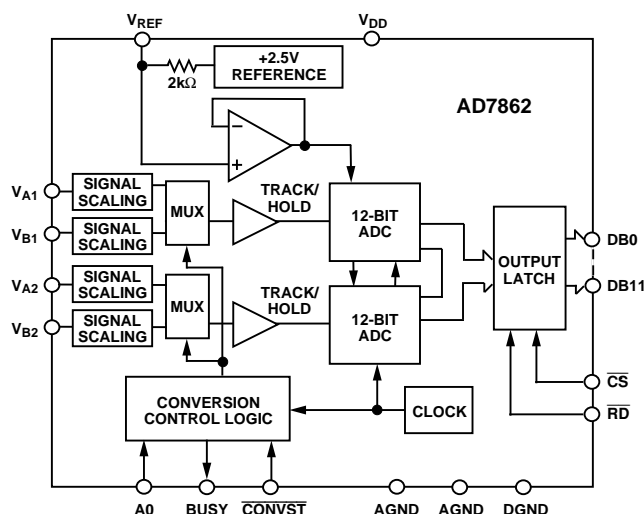 VREF
VDD
2kΩ
+2.5V
REFERENCE
AD7862
–
+
VA1
SIGNAL
SCALING
MUX
TRACK/
HOLD
12-BIT
ADC
VB1
SIGNAL
SCALING
OUTPUT
LATCH
DB0
DB11
VA2
SIGNAL
SCALING
MUX
TRACK/
HOLD
12-BIT
ADC
VB2
SIGNAL
SCALING
CS
RD
CONVERSION
CONTROL LOGIC
CLOCK
A0 BUSY CONVST AGND AGND DGND